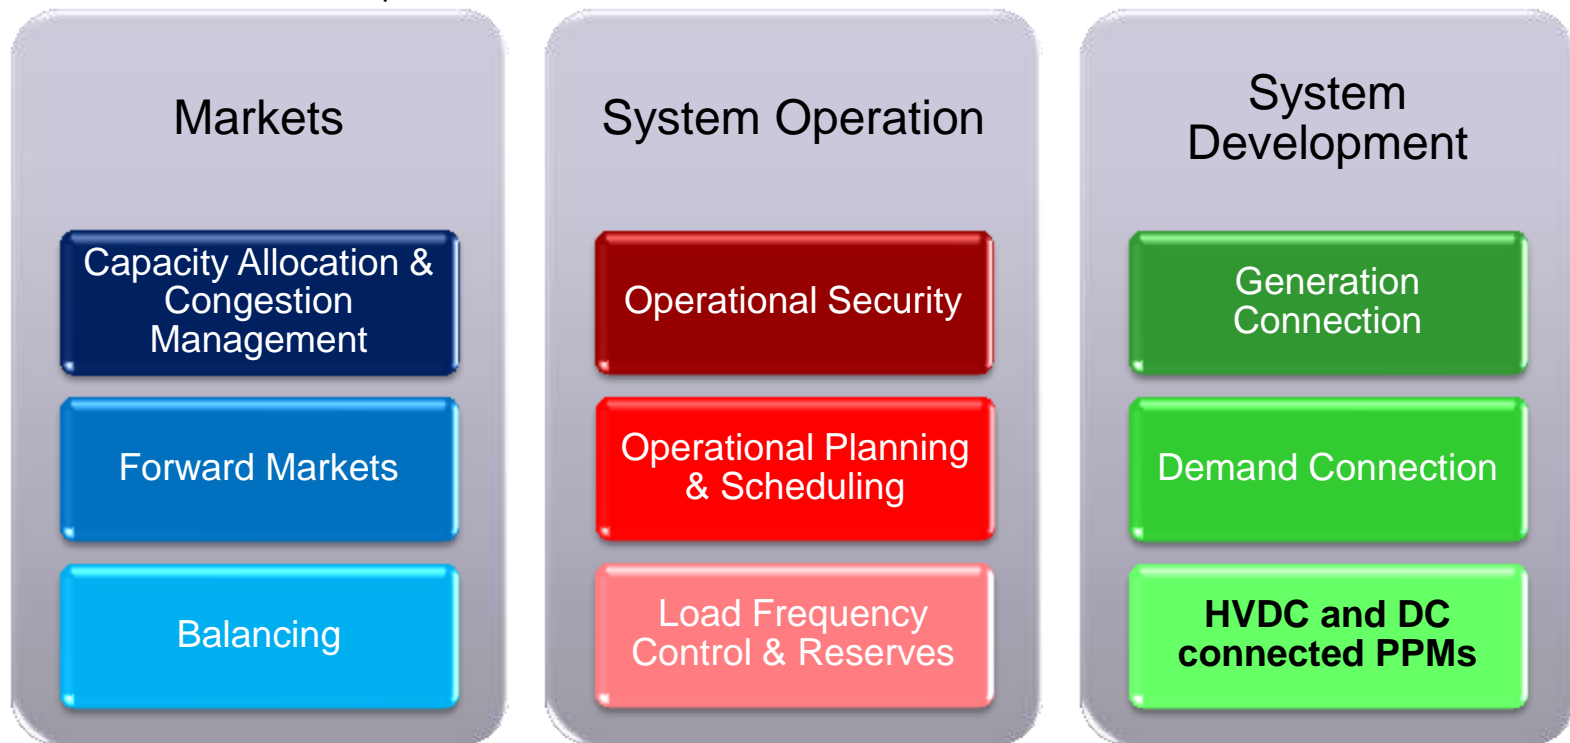 Markets
Capacity Allocation &
Congestion
Management
Forward Markets
Balancing
System Operation
Operational Security
Operational Planning
& Scheduling
Load Frequency
Control & Reserves
System
Development
Generation
Connection
Demand Connection
HVDC and DC
connected PPMs